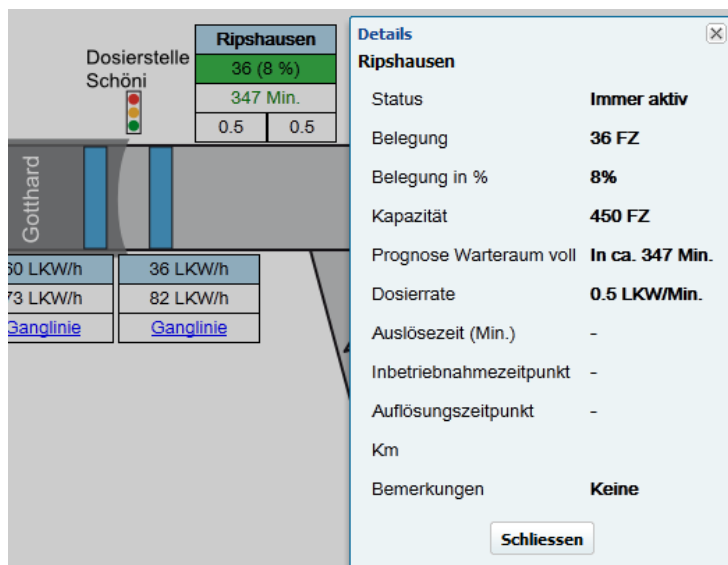 Dosierstelle
Schöni
Ripshausen
36 (8 %)
347 Min.
0.5 0.5
Gotthard
60 LKW/h 36 LKW/h
73 LKW/h 82 LKW/h
Ganglinie Ganglinie
Details
Ripshausen
Status Immer aktiv
Belegung 36 FZ
Belegung in % 8%
Kapazität 450 FZ
Prognose Warteraum voll In ca. 347 Min.
Dosierrate 0.5 LKW/Min.
Auslösezeit (Min.) -
Inbetriebnahmezeitpunkt -
Auflösungszeitpunkt -
Km
Bemerkungen Keine
Schliessen